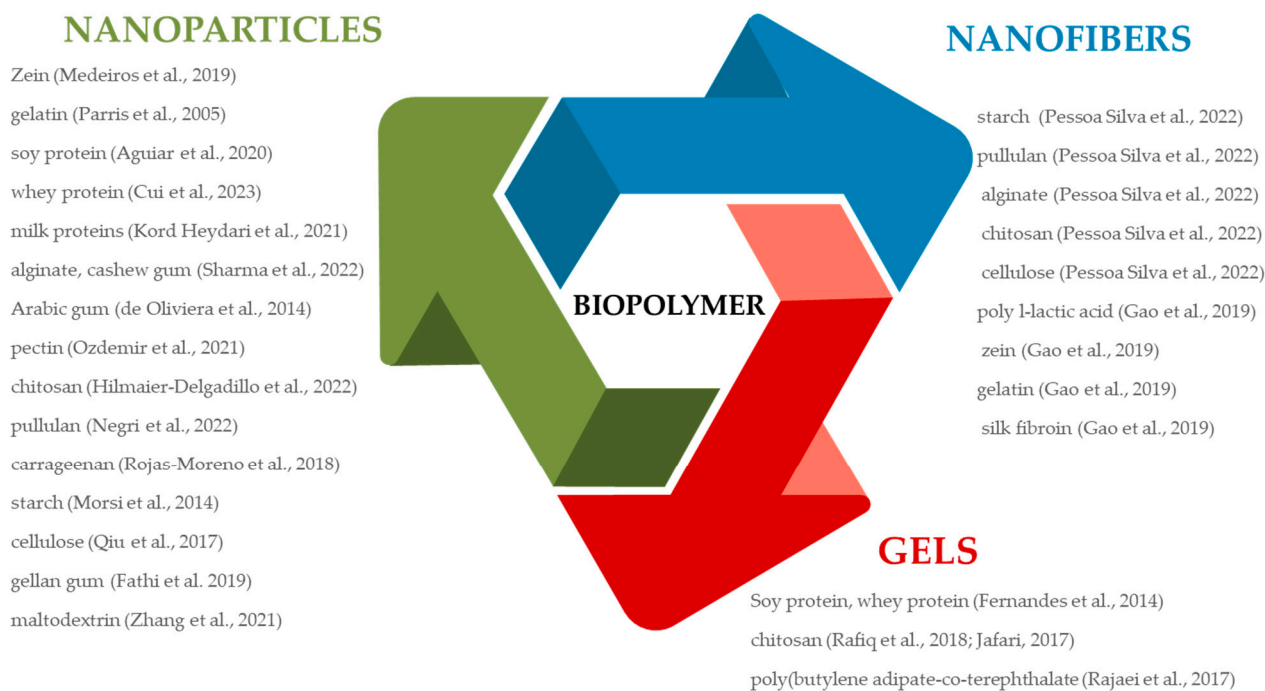 NANOPARTICLES
Zein (Medeiros et al., 2019)
gelatin (Parris et al., 2005)
soy protein (Aguiar et al., 2020)
whey protein (Cui et al., 2023)
milk proteins (Kord Heydari et al., 2021)
alginate, cashew gum (Sharma et al., 2022)
Arabic gum (de Oliviera et al., 2014)
pectin (Ozdemir et al., 2021)
chitosan (Hilmaier-Delgadillo et al., 2022)
pullulan (Negri et al., 2022)
carrageenan (Rojas-Moreno et al., 2018)
starch (Morsi et al., 2014)
cellulose (Qiu et al., 2017)
gellan gum (Fathi et al. 2019)
maltodextrin (Zhang et al., 2021)
BIOPOLYMER
NANOFIBERS
starch (Pessoa Silva et al., 2022)
pullulan (Pessoa Silva et al., 2022)
alginate (Pessoa Silva et al., 2022)
chitosan (Pessoa Silva et al., 2022)
cellulose (Pessoa Silva et al., 2022)
poly l-lactic acid (Gao et al., 2019)
zein (Gao et al., 2019)
gelatin (Gao et al., 2019)
silk fibroin (Gao et al., 2019)
GELS
Soy protein, whey protein (Fernandes et al., 2014)
chitosan (Rafiq et al., 2018; Jafari, 2017)
poly(butylene adipate-co-terephthalate (Rajaei et al., 2017)